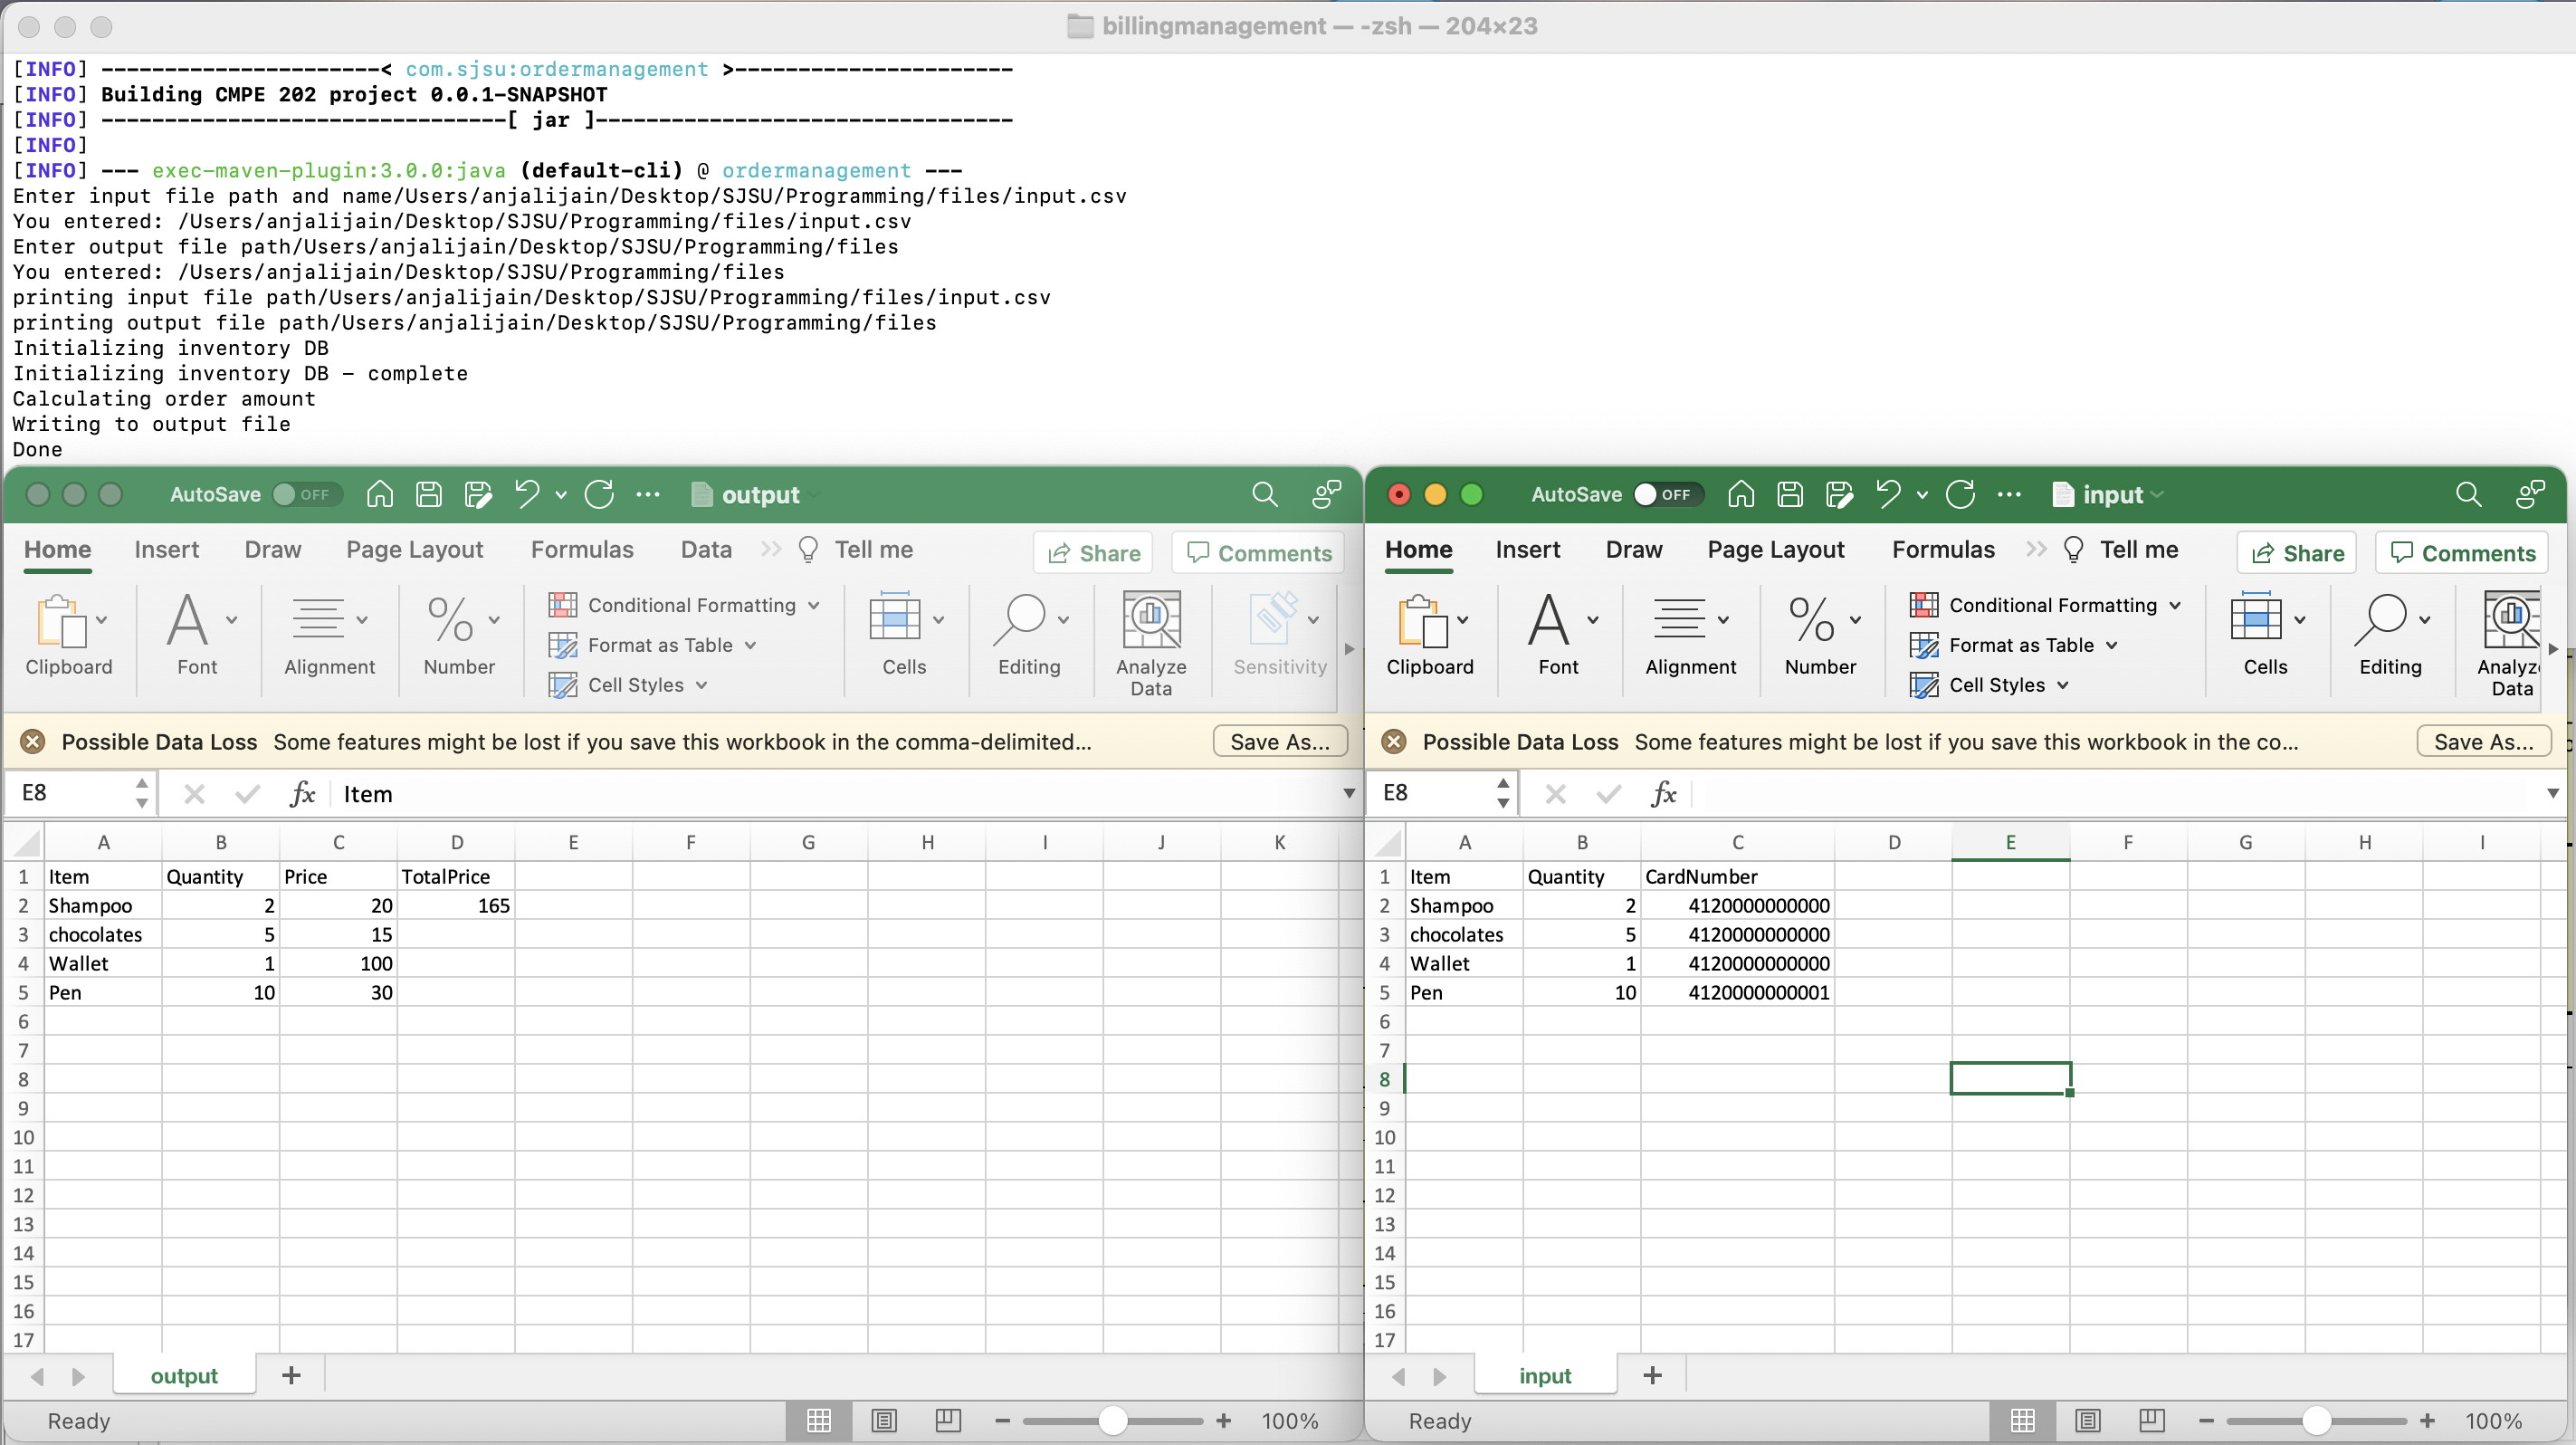 billingmanagement — -zsh — 204×23
[INFO] ----------------------< com.sjsu:ordermanagement >----------------------
[INFO] Building CMPE 202 project 0.0.1-SNAPSHOT
[INFO] --------------------------------[ jar ]---------------------------------
[INFO]
[INFO] --- exec-maven-plugin:3.0.0:java (default-cli) @ ordermanagement ---
Enter input file path and name/Users/anjalijain/Desktop/SJSU/Programming/files/input.csv
You entered: /Users/anjalijain/Desktop/SJSU/Programming/files/input.csv
Enter output file path/Users/anjalijain/Desktop/SJSU/Programming/files
You entered: /Users/anjalijain/Desktop/SJSU/Programming/files
printing input file path/Users/anjalijain/Desktop/SJSU/Programming/files/input.csv
printing output file path/Users/anjalijain/Desktop/SJSU/Programming/files
Initializing inventory DB
Initializing inventory DB - complete
Calculating order amount
Writing to output file
Done
AutoSave OFF output
Home Insert Draw Page Layout Formulas Data Tell me Share Comments
Clipboard Font Alignment Number Conditional Formatting Format as Table Cell Styles Cells Editing Analyze Data Sensitivity
Possible Data Loss Some features might be lost if you save this workbook in the comma-delimited... Save As...
E8 fx Item
A B C D E F G H I J K
1 Item Quantity Price TotalPrice
2 Shampoo 2 20 165
3 chocolates 5 15
4 Wallet 1 100
5 Pen 10 30
6
7
8
9
10
11
12
13
14
15
16
17
output +
Ready 100%
AutoSave OFF input
Home Insert Draw Page Layout Formulas Tell me Share Comments
Clipboard Font Alignment Number Conditional Formatting Format as Table Cell Styles Cells Editing Analyze Data
Possible Data Loss Some features might be lost if you save this workbook in the co... Save As...
E8 fx
A B C D E F G H I
1 Item Quantity CardNumber
2 Shampoo 2 4120000000000
3 chocolates 5 4120000000000
4 Wallet 1 4120000000000
5 Pen 10 4120000000001
6
7
8
9
10
11
12
13
14
15
16
17
input +
Ready 100%